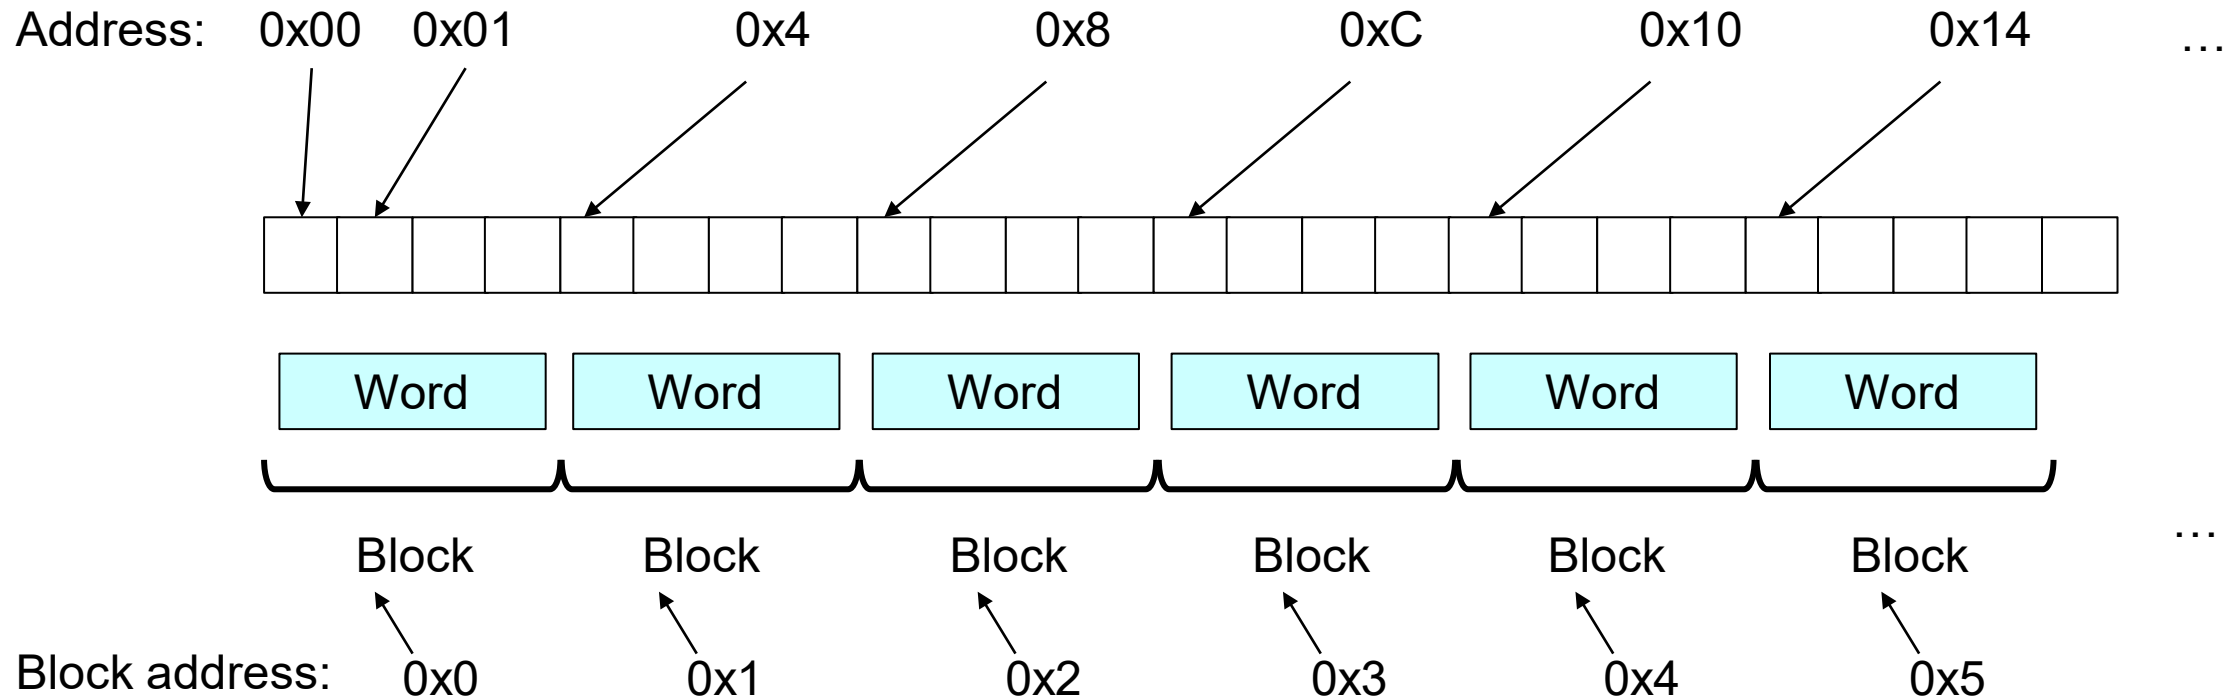 Address: 0x00 0x01 0x4 0x8 0xC 0x10 0x14 …
Word Word Word Word Word Word
Block Block Block Block Block Block …
Block address: 0x0 0x1 0x2 0x3 0x4 0x5